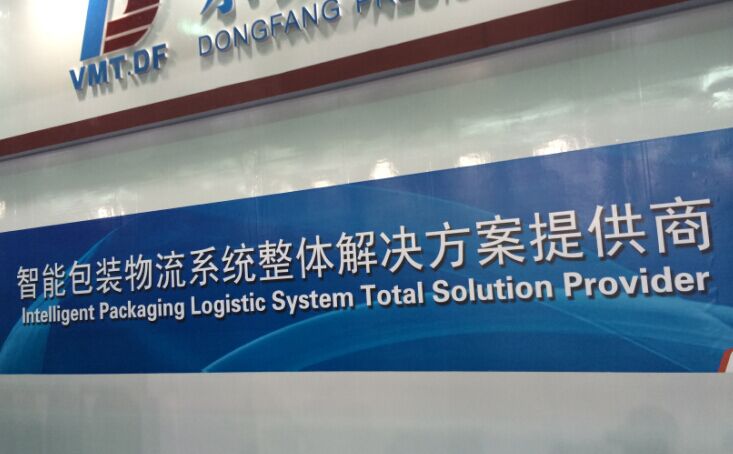 VMT.DF
DONGFANG
智能包装物流系统整体解决方案提供商
Intelligent Packaging Logistic System Total Solution Provider